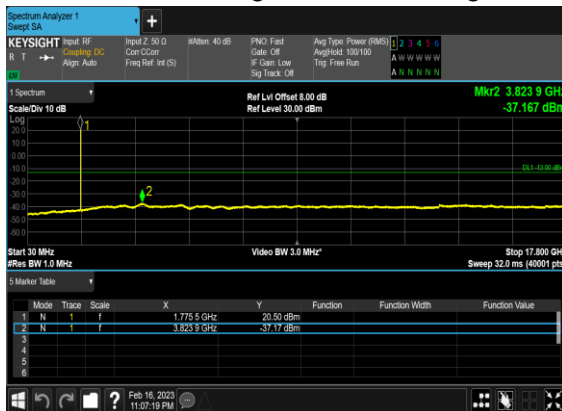 Spectrum Analyzer 1
Swept SA
KEYSIGHT Input: RF Input Z: 50 Ω #Atten: 40 dB PNO: Fast Avg Type: Power (RMS) 1 2 3 4 5 6
R T Coupling: DC Corr CCorr Gate: Off Avg|Hold: 100/100 A W W W W W
Align: Auto Freq Ref: Int (S) IF Gain: Low Trig: Free Run
Sig Track: Off A N N N N N
1 Spectrum Ref Lvl Offset 8.00 dB Mkr2 3.823 9 GHz
Scale/Div 10 dB Ref Level 30.00 dBm -37.167 dBm
Log
20.0 1
10.0
0.00
-10.0 DL1 -13.00 dB
-20.0
-30.0 2
-40.0
-50.0
-60.0
Start 30 MHz Video BW 3.0 MHz* Stop 17.800 GH
#Res BW 1.0 MHz Sweep 32.0 ms (40001 pts
5 Marker Table
Mode Trace Scale X Y Function Function Width Function Value
1 N 1 f 1.775 5 GHz 20.50 dBm
2 N 1 f 3.823 9 GHz -37.17 dBm
3
4
5
6
? Feb 16, 2023
11:07:19 PM